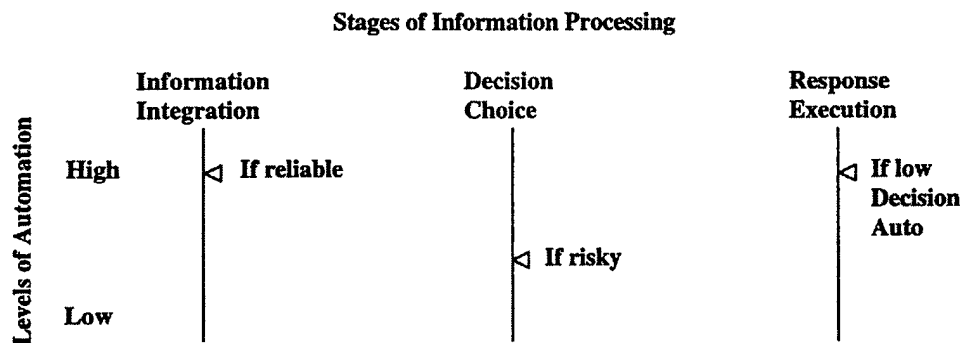 Stages of Information Processing
Information
Integration
Decision
Choice
Response
Execution
Levels of Automation
High
If reliable
If low
Decision
Auto
If risky
Low